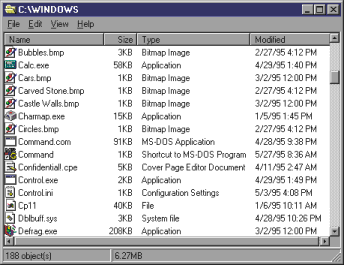 C:\WINDOWS
File Edit View Help
Name Size Type Modified
Bubbles.bmp 3KB Bitmap Image 2/27/95 4:12 PM
Calc.exe 58KB Application 4/29/95 1:40 PM
Cars.bmp 1KB Bitmap Image 3/2/95 12:00 PM
Carved Stone.bmp 1KB Bitmap Image 2/27/95 4:12 PM
Castle Walls.bmp 1KB Bitmap Image 3/2/95 12:00 PM
Charmap.exe 15KB Application 1/5/95 1:45 PM
Circles.bmp 1KB Bitmap Image 2/27/95 4:12 PM
Command.com 91KB MS-DOS Application 4/28/95 9:38 PM
Command 1KB Shortcut to MS-DOS Program 5/27/95 8:36 AM
Confidential!.cpe 5KB Cover Page Editor Document 4/11/95 2:47 AM
Control.exe 2KB Application 4/29/95 1:49 PM
Control.ini 1KB Configuration Settings 5/3/95 4:08 PM
Cp11 40KB File 1/6/95 10:11 AM
Dblbuff.sys 3KB System file 4/28/95 10:26 PM
Defrag.exe 208KB Application 3/2/95 12:00 PM
188 object(s) 6.27MB